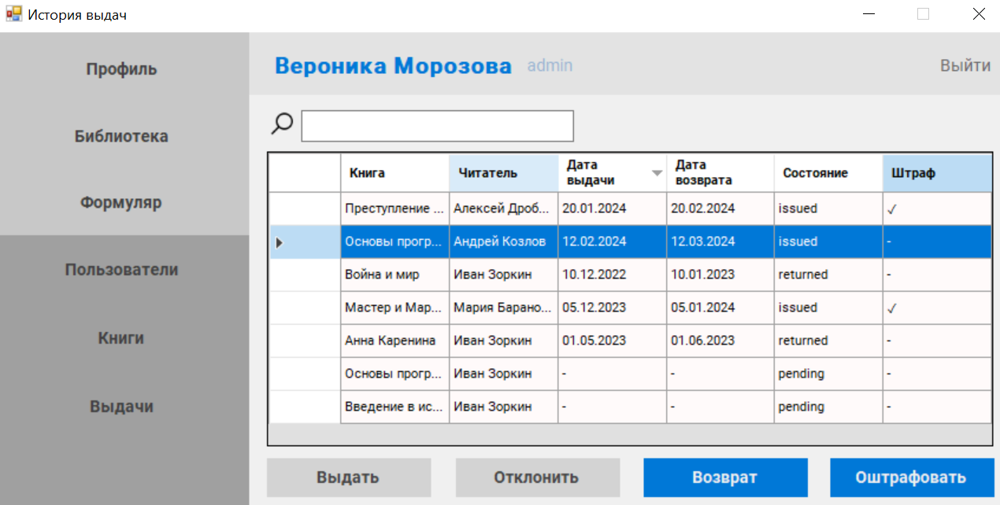 История выдач
Профиль
Библиотека
Формуляр
Пользователи
Книги
Выдачи
Вероника Морозова admin Выйти
Книга Читатель Дата выдачи Дата возврата Состояние Штраф
Преступление ... Алексей Дроб... 20.01.2024 20.02.2024 issued ✓
Основы прогр... Андрей Козлов 12.02.2024 12.03.2024 issued -
Война и мир Иван Зоркин 10.12.2022 10.01.2023 returned -
Мастер и Мар... Мария Барано... 05.12.2023 05.01.2024 issued ✓
Анна Каренина Иван Зоркин 01.05.2023 01.06.2023 returned -
Основы прогр... Иван Зоркин - - pending -
Введение в ис... Иван Зоркин - - pending -
Выдать Отклонить Возврат Оштрафовать